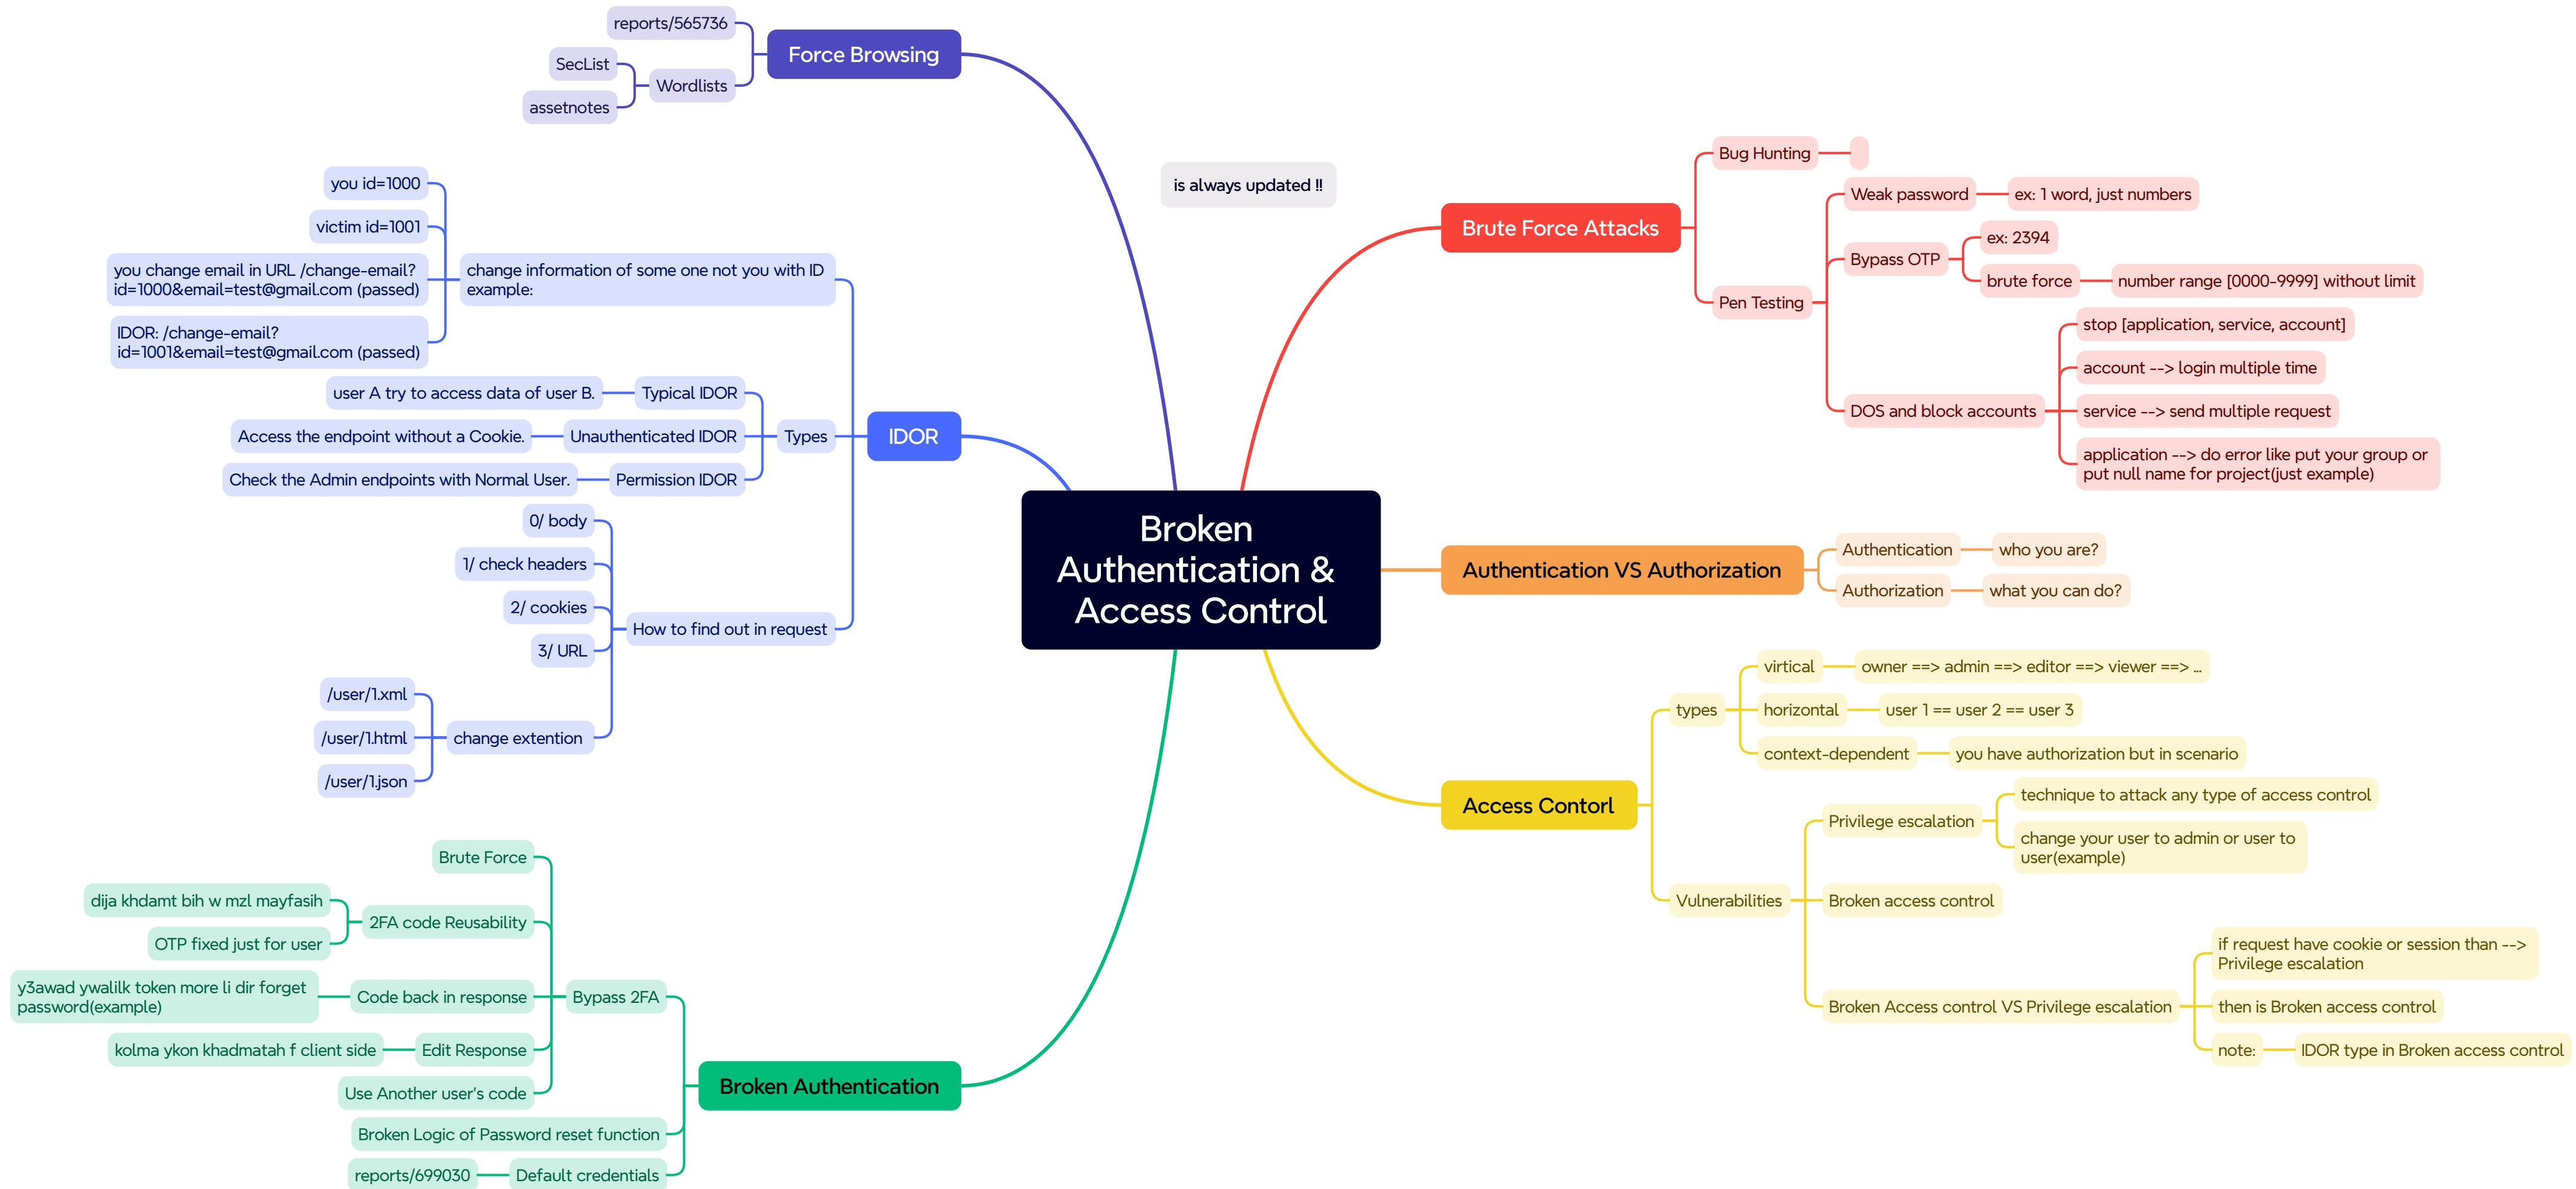 Broken
Authentication &
Access Control
is always updated !!
Force Browsing
reports/565736
Wordlists
SecList
assetnotes
IDOR
change information of some one not you with ID
example:
you id=1000
victim id=1001
you change email in URL /change-email?
id=1000&email=test@gmail.com (passed)
IDOR: /change-email?
id=1001&email=test@gmail.com (passed)
Types
Typical IDOR
user A try to access data of user B.
Unauthenticated IDOR
Access the endpoint without a Cookie.
Permission IDOR
Check the Admin endpoints with Normal User.
How to find out in request
0/ body
1/ check headers
2/ cookies
3/ URL
change extention
/user/1.xml
/user/1.html
/user/1.json
Broken Authentication
Bypass 2FA
Brute Force
2FA code Reusability
dija khdamt bih w mzl mayfasih
OTP fixed just for user
Code back in response
y3awad ywalilk token more li dir forget
password(example)
Edit Response
kolma ykon khadmatah f client side
Use Another user's code
Broken Logic of Password reset function
Default credentials
reports/699030
Brute Force Attacks
Bug Hunting
Pen Testing
Weak password
ex: 1 word, just numbers
Bypass OTP
ex: 2394
brute force
number range [0000-9999] without limit
DOS and block accounts
stop [application, service, account]
account --> login multiple time
service --> send multiple request
application --> do error like put your group or
put null name for project(just example)
Authentication VS Authorization
Authentication
who you are?
Authorization
what you can do?
Access Contorl
types
virtical
owner ==> admin ==> editor ==> viewer ==> ...
horizontal
user 1 == user 2 == user 3
context-dependent
you have authorization but in scenario
Vulnerabilities
Privilege escalation
technique to attack any type of access control
change your user to admin or user to
user(example)
Broken access control
Broken Access control VS Privilege escalation
if request have cookie or session than -->
Privilege escalation
then is Broken access control
note:
IDOR type in Broken access control